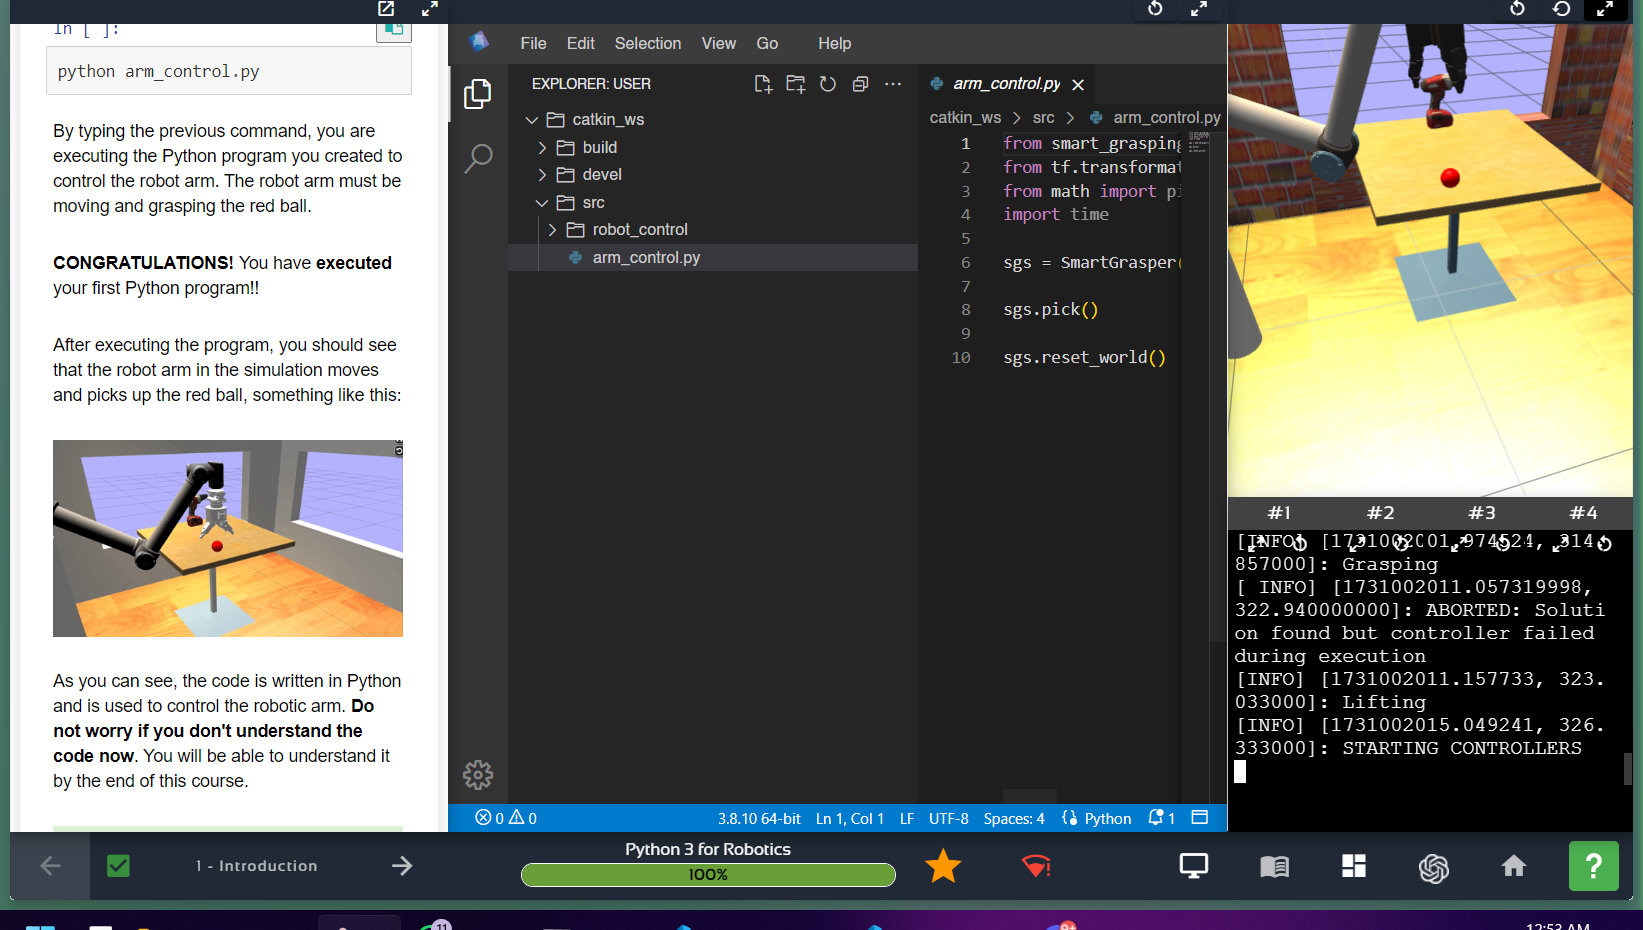 In [ ]:
python arm_control.py
By typing the previous command, you are
executing the Python program you created to
control the robot arm. The robot arm must be
moving and grasping the red ball.
CONGRATULATIONS! You have executed
your first Python program!!
After executing the program, you should see
that the robot arm in the simulation moves
and picks up the red ball, something like this:
As you can see, the code is written in Python
and is used to control the robotic arm. Do
not worry if you don't understand the
code now. You will be able to understand it
by the end of this course.
File Edit Selection View Go Help
EXPLORER: USER
catkin_ws
build
devel
src
robot_control
arm_control.py
arm_control.py
catkin_ws > src > arm_control.py
1 from smart_grasping
2 from tf.transformat
3 from math import pi
4 import time
5
6 sgs = SmartGrasper(
7
8 sgs.pick()
9
10 sgs.reset_world()
0 0 3.8.10 64-bit Ln 1, Col 1 LF UTF-8 Spaces: 4 Python 1
#1 #2 #3 #4
[INFO] [1731002001.974524, 314.
857000]: Grasping
[ INFO] [1731002011.057319998,
322.940000000]: ABORTED: Soluti
on found but controller failed
during execution
[INFO] [1731002011.157733, 323.
033000]: Lifting
[INFO] [1731002015.049241, 326.
333000]: STARTING CONTROLLERS
1 - Introduction
Python 3 for Robotics
100%
?
11
9+
12:53 AM